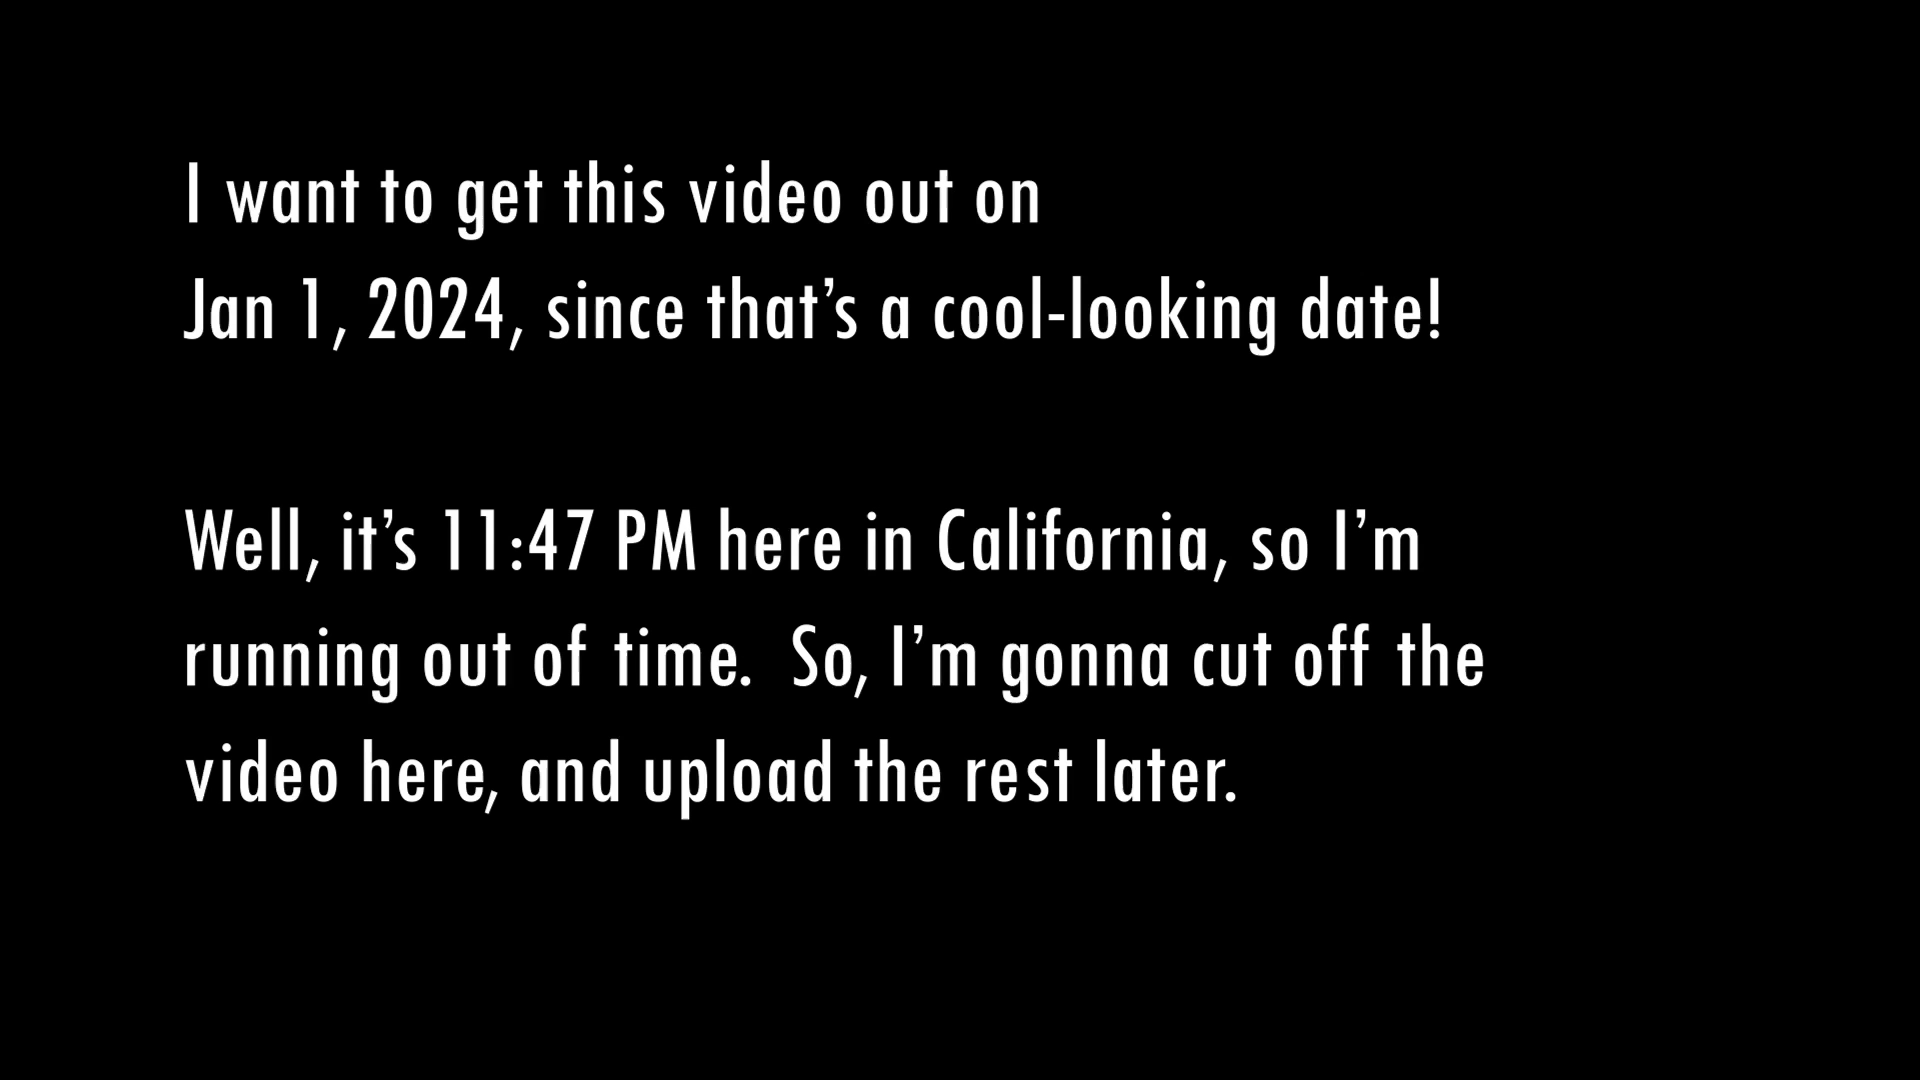 I want to get this video out on
Jan 1, 2024, since that’s a cool-looking date!
Well, it’s 11:47 PM here in California, so I’m
running out of time.  So, I’m gonna cut off the
video here, and upload the rest later.